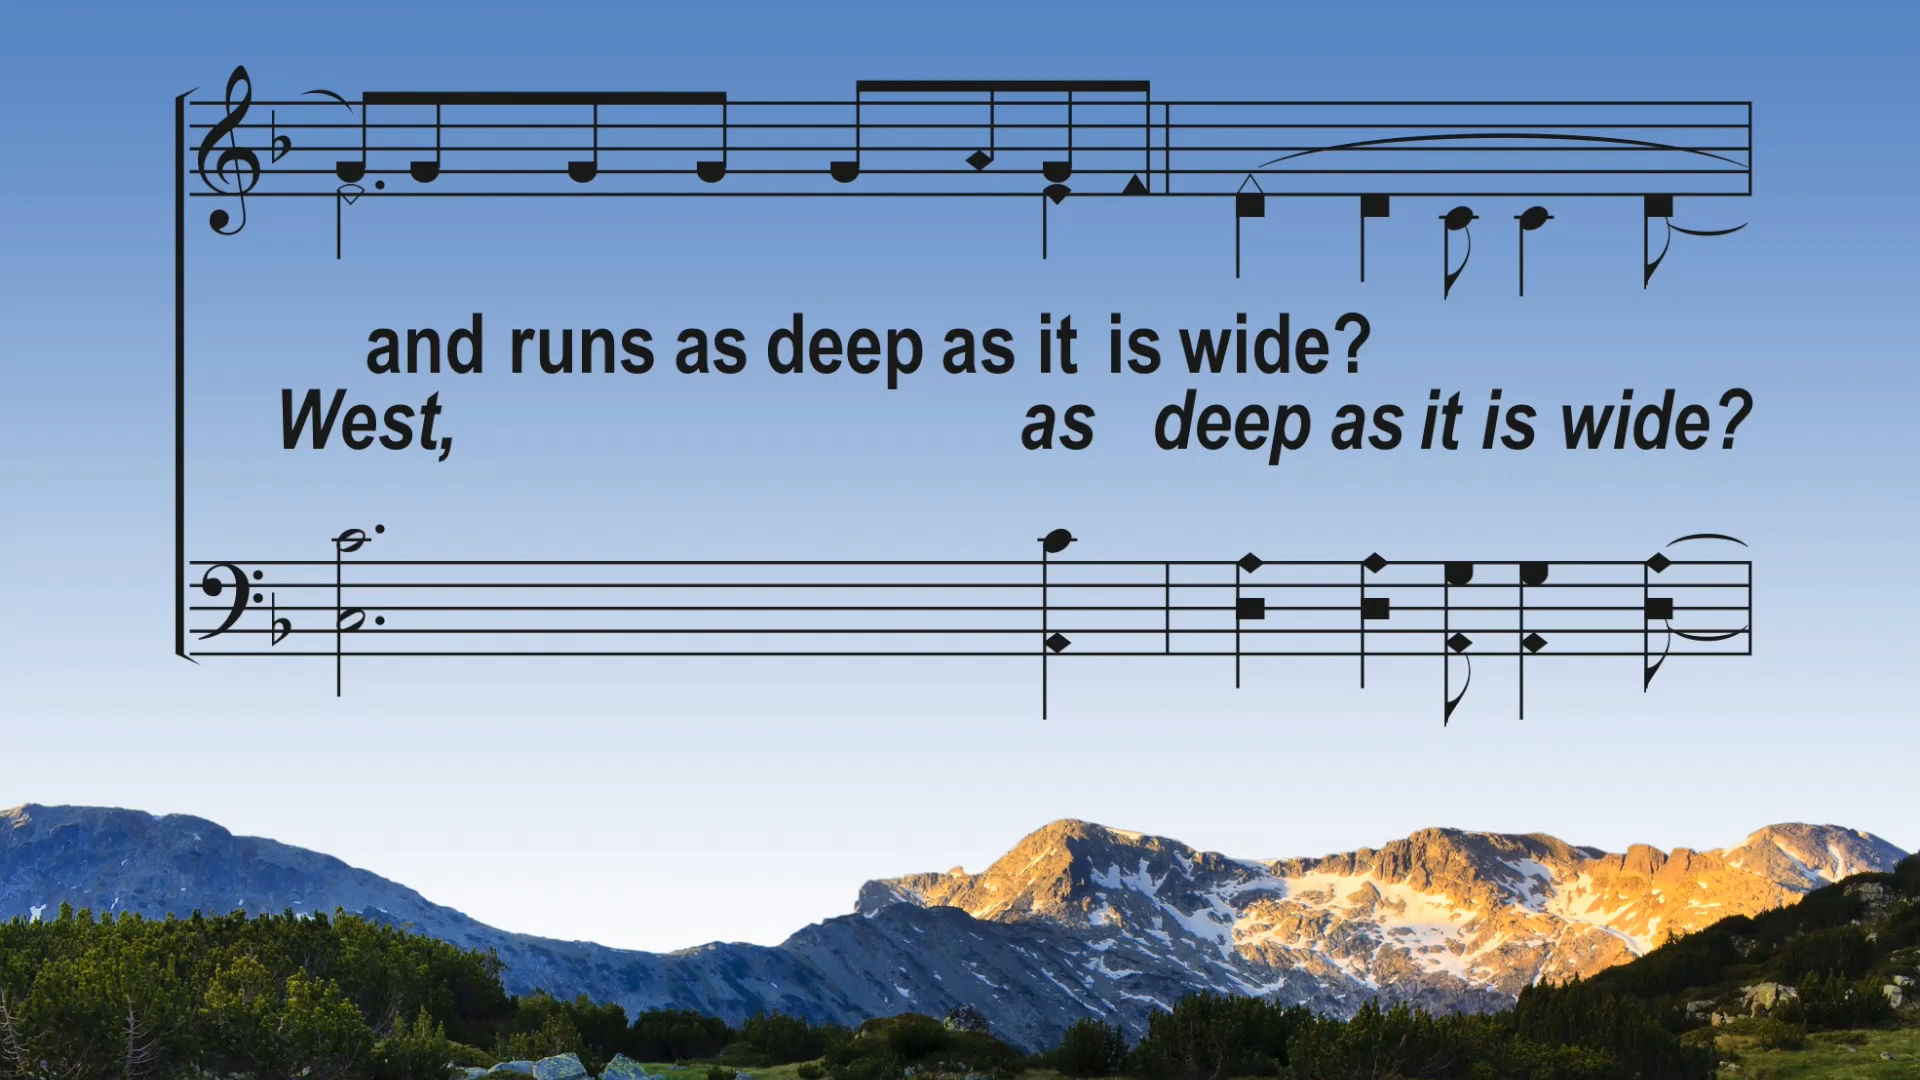 and runs as deep as it is wide?
West, as deep as it is wide?